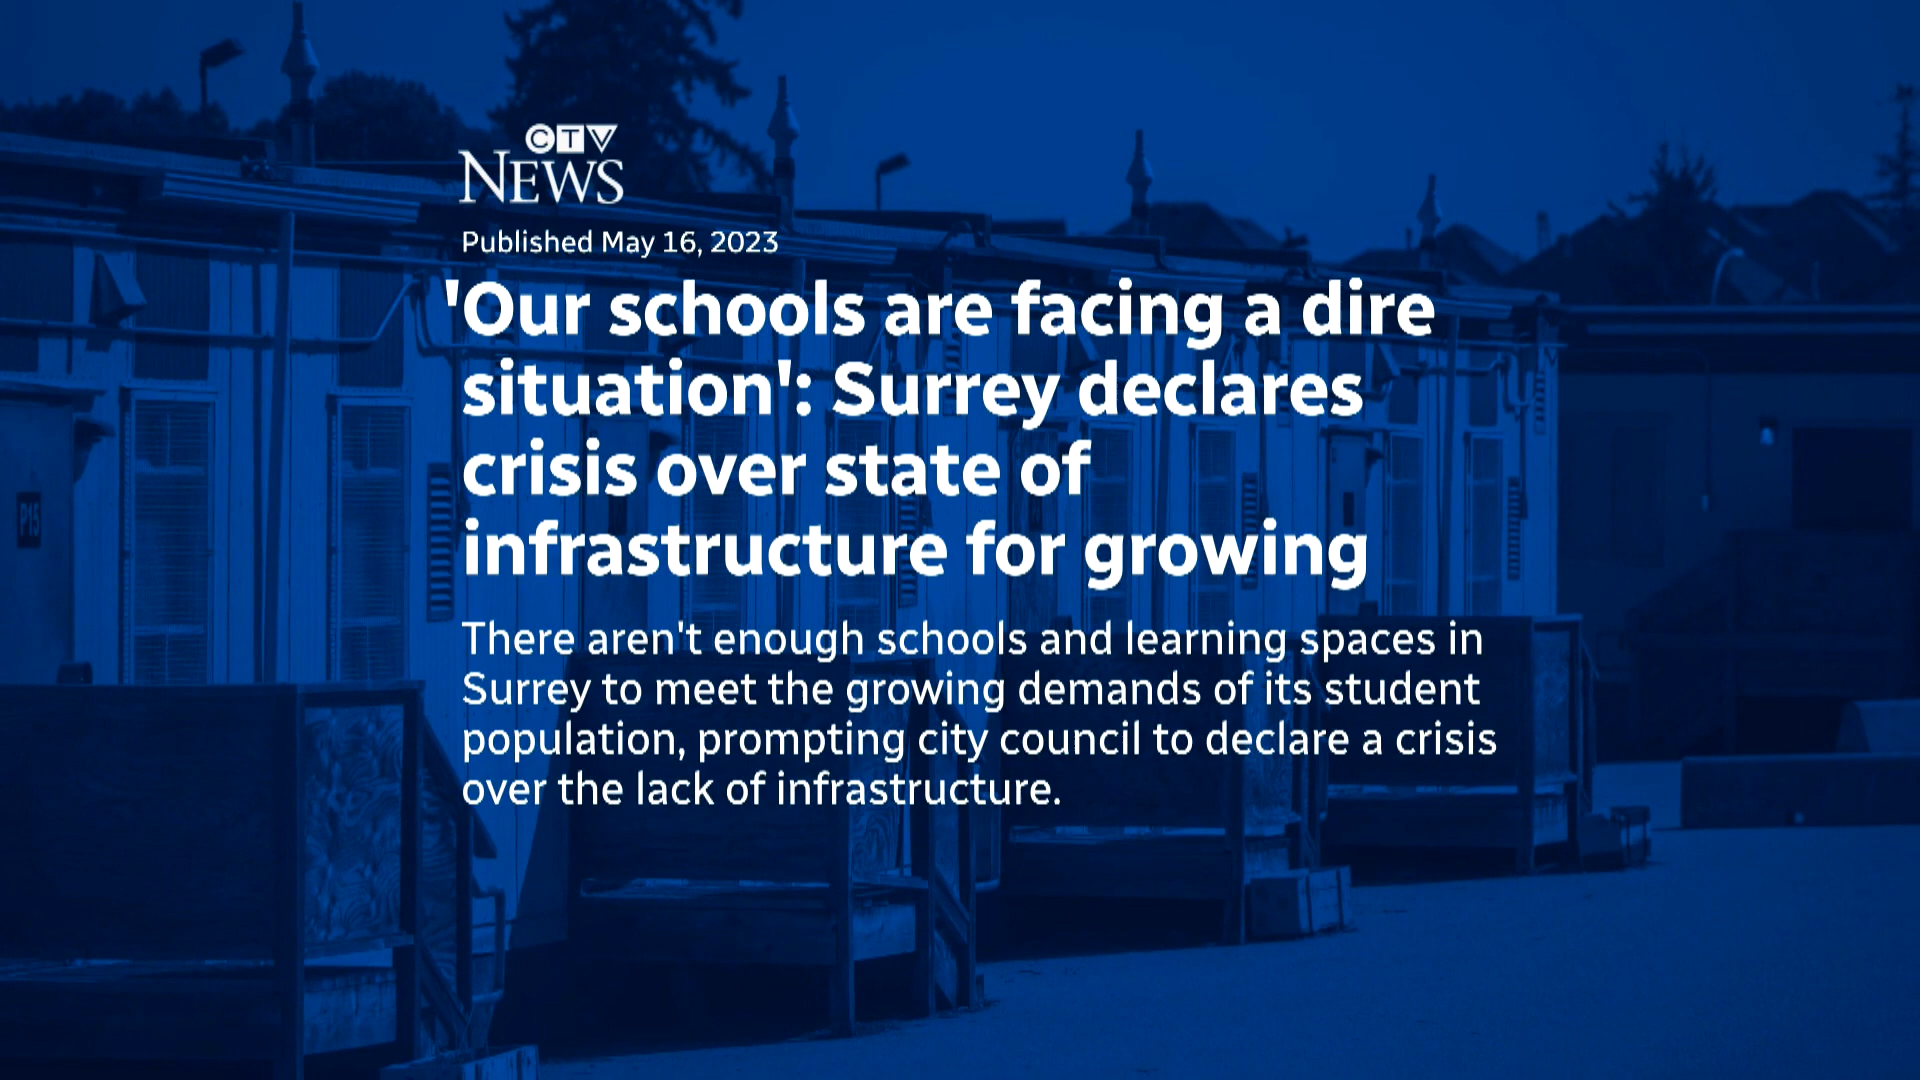 CTV
NEWS
Published May 16, 2023
'Our schools are facing a dire
situation': Surrey declares
crisis over state of
infrastructure for growing
There aren't enough schools and learning spaces in
Surrey to meet the growing demands of its student
population, prompting city council to declare a crisis
over the lack of infrastructure.
P15